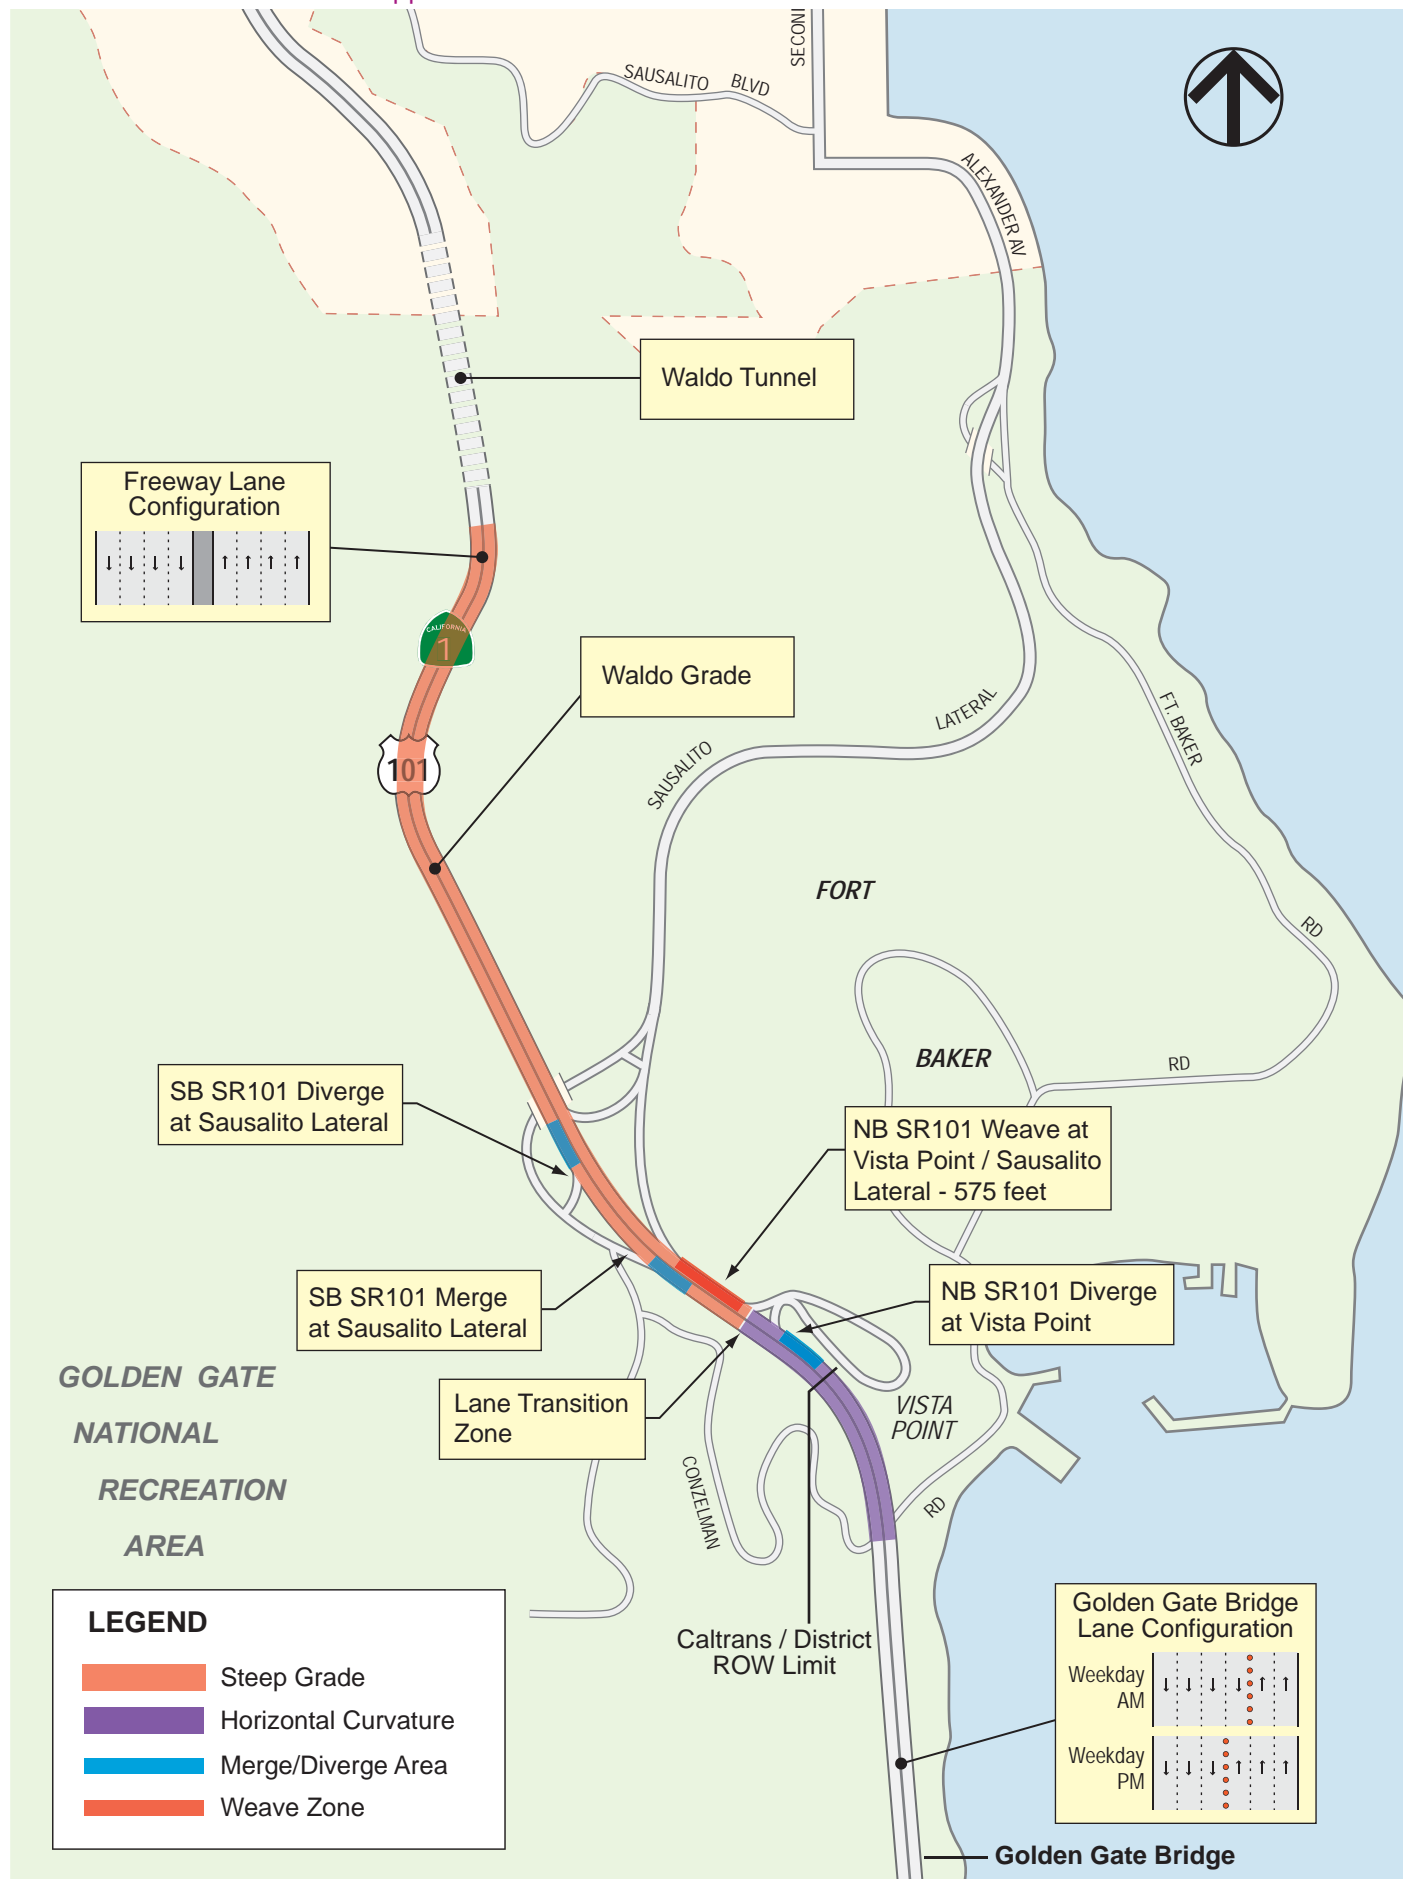 SAUSALITO BLVD
SECOND
ALEXANDER AV
Waldo Tunnel
Freeway Lane
Configuration
CALIFORNIA
1
Waldo Grade
101
SAUSALITO
LATERAL
FT. BAKER
RD
FORT
BAKER
RD
SB SR101 Diverge
at Sausalito Lateral
NB SR101 Weave at
Vista Point / Sausalito
Lateral - 575 feet
SB SR101 Merge
at Sausalito Lateral
NB SR101 Diverge
at Vista Point
GOLDEN GATE
NATIONAL
RECREATION
AREA
Lane Transition
Zone
VISTA
POINT
CONZELMAN
RD
Caltrans / District
ROW Limit
LEGEND
Steep Grade
Horizontal Curvature
Merge/Diverge Area
Weave Zone
Golden Gate Bridge
Lane Configuration
Weekday
AM
Weekday
PM
Golden Gate Bridge